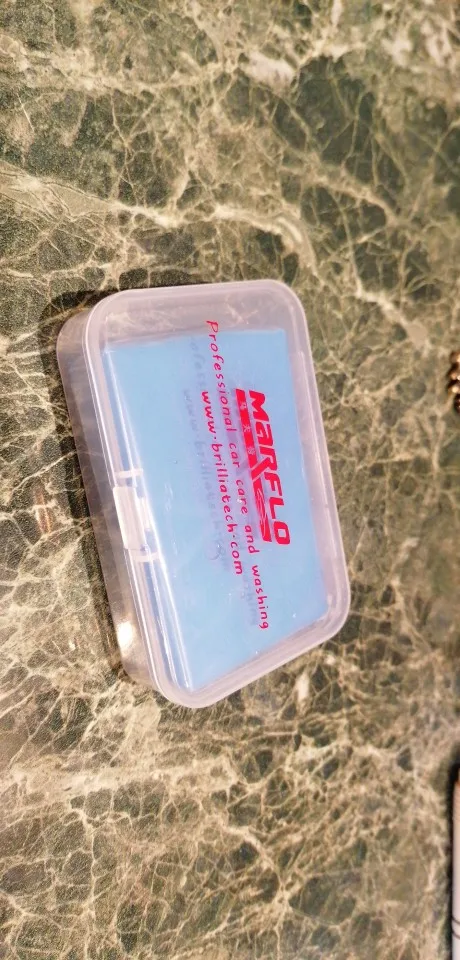 MARFLO
Professional car care and washing
www.brilliatech.com